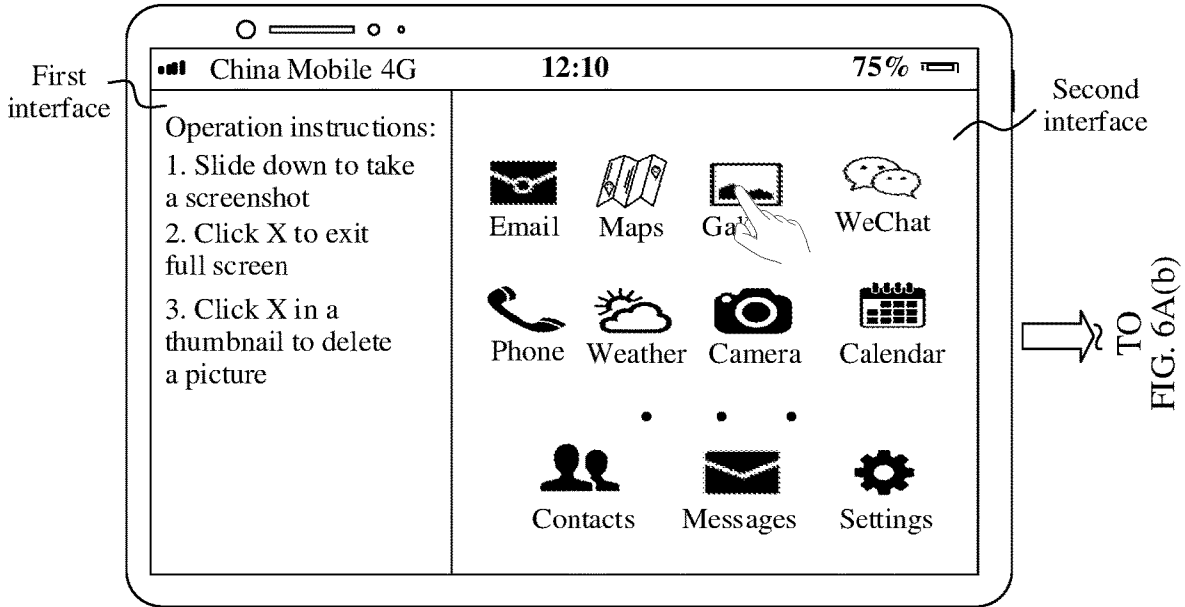 First
interface
China Mobile 4G
12:10
75%
Second
interface
Operation instructions:
1. Slide down to take
a screenshot
2. Click X to exit
full screen
3. Click X in a
thumbnail to delete
a picture
Email
Maps
WeChat
Phone
Weather
Camera
Calendar
Contacts
Messages
Settings
TO
FIG. 6A(b)